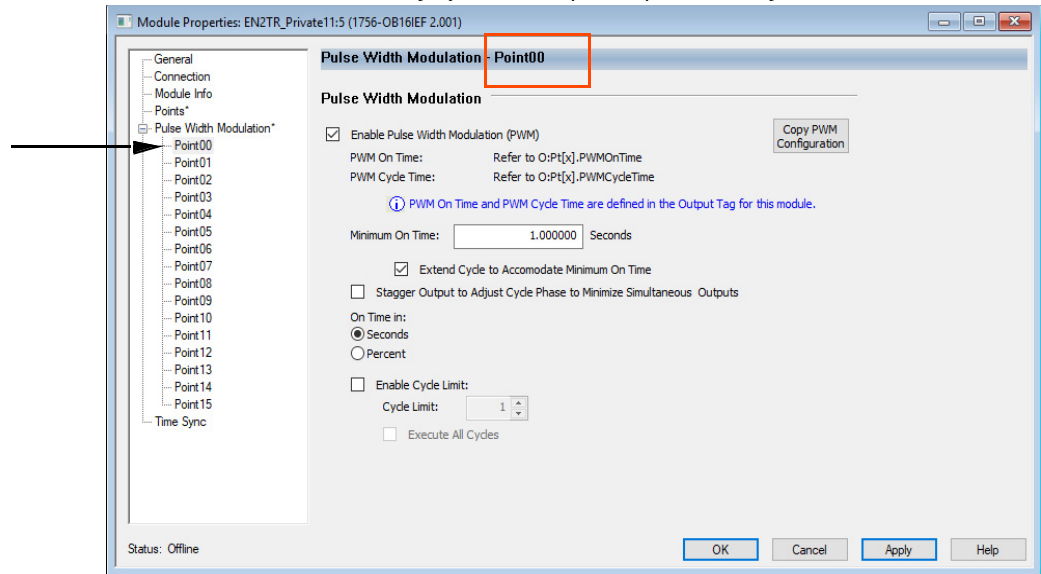 Module Properties: EN2TR_Private11:5 (1756-OB16IEF 2.001)
General
Connection
Module Info
Points*
Pulse Width Modulation*
Point00
Point01
Point02
Point03
Point04
Point05
Point06
Point07
Point08
Point09
Point10
Point11
Point12
Point13
Point14
Point15
Time Sync
Pulse Width Modulation - Point00
Pulse Width Modulation
Enable Pulse Width Modulation (PWM)
Copy PWM
Configuration
PWM On Time: Refer to O:Pt[x].PWMOnTime
PWM Cycle Time: Refer to O:Pt[x].PWMCycleTime
PWM On Time and PWM Cycle Time are defined in the Output Tag for this module.
Minimum On Time: 1.000000 Seconds
Extend Cycle to Accomodate Minimum On Time
Stagger Output to Adjust Cycle Phase to Minimize Simultaneous Outputs
On Time in:
Seconds
Percent
Enable Cycle Limit:
Cycle Limit: 1
Execute All Cycles
Status: Offline
OK Cancel Apply Help